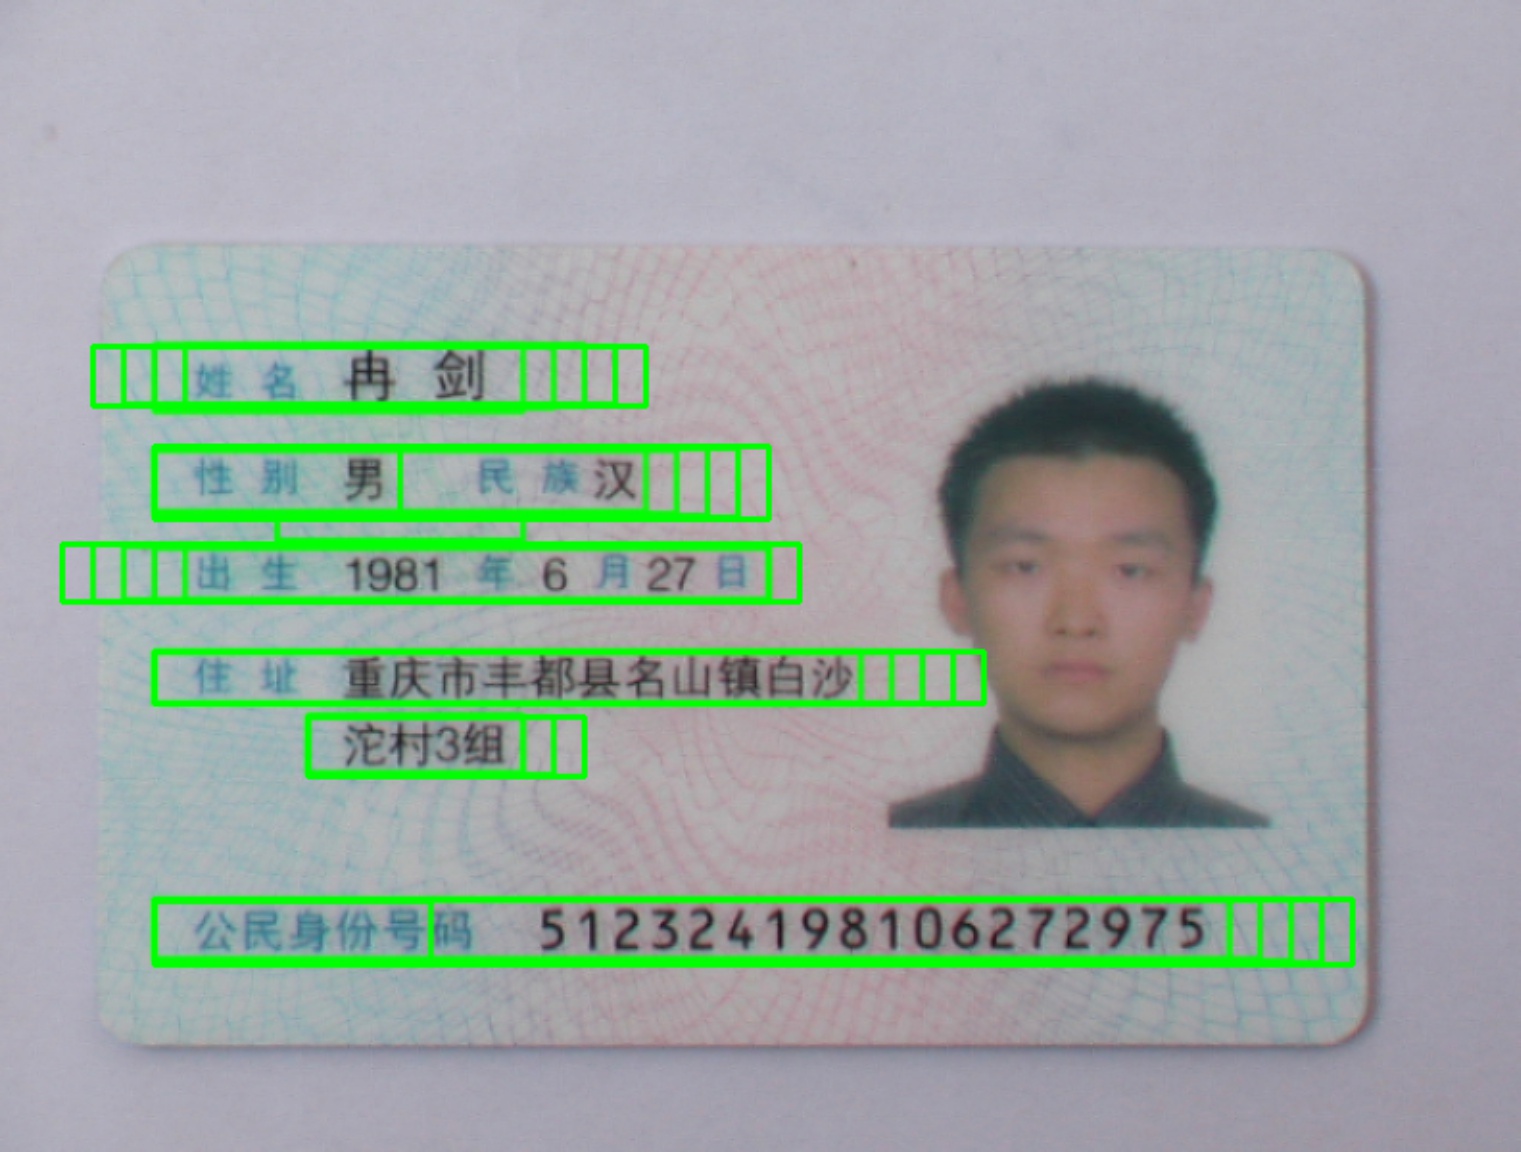 姓名 冉剑
性别 男 民族 汉
出生 1981 年 6 月 27 日
住址 重庆市丰都县名山镇白沙
沱村3组
公民身份号码 512324198106272975